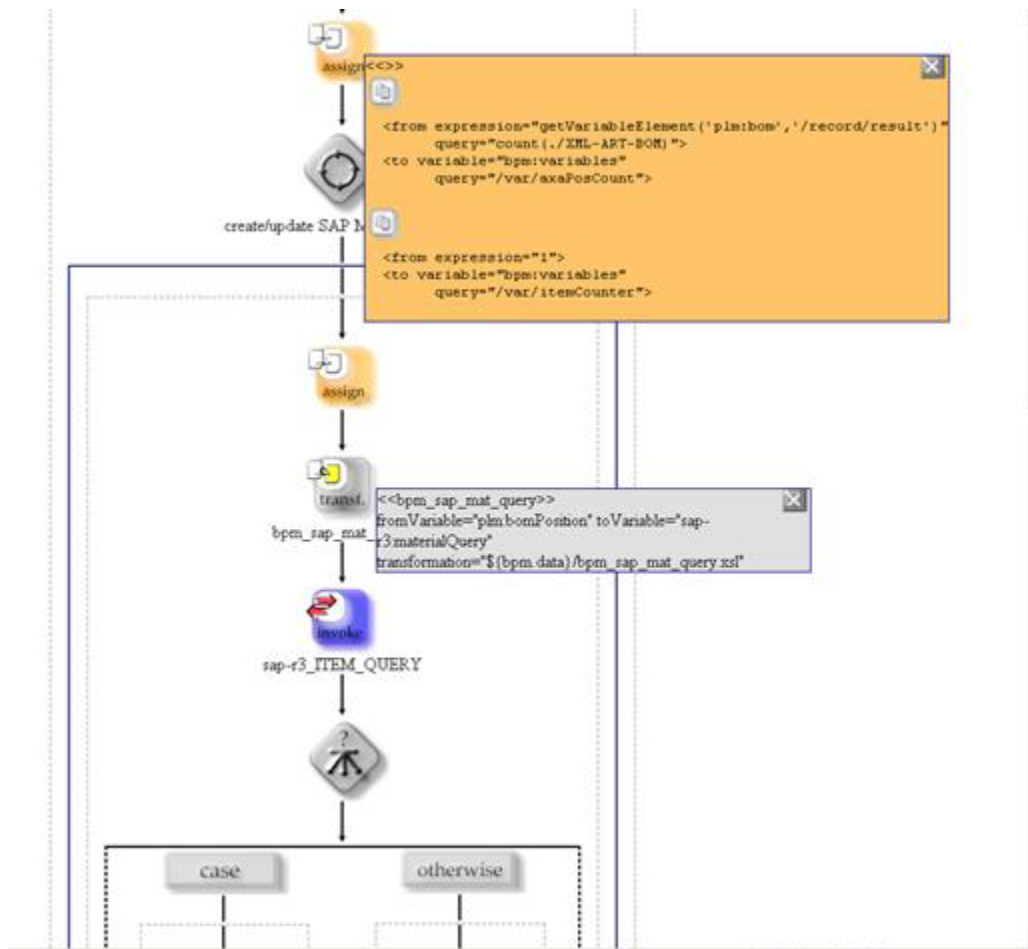 assign
<<>>
<from expression="getVariableElement('plm:bom','/record/result')"
query="count(./XML-ART-BOM)">
<to variable="bpm:variables"
query="/var/axaPosCount">
create/update SAP M
<from expression="1">
<to variable="bpm:variables"
query="/var/itemCounter">
assign
transf.
<<bpm_sap_mat_query>>
fromVariable="plm:bomPosition" toVariable="sap-
bpm_sap_mat_
r3:materialQuery"
transformation="${bpm.data}/bpm_sap_mat_query.xsl"
invoke
sap-r3_ITEM_QUERY
?
case
otherwise